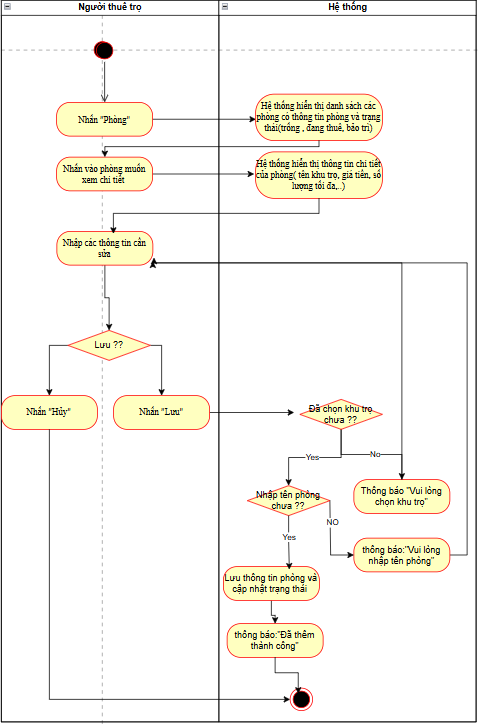 Người thuê trọ
Hệ thống
Nhấn "Phòng"
Hệ thống hiển thị danh sách các
phòng có thông tin phòng và trạng
thái(trống , đang thuê, bảo trì)
Nhấn vào phòng muốn
xem chi tiết
Hệ thống hiển thị thông tin chi tiết
của phòng( tên khu trọ, giá tiền, số
lượng tối đa,..)
Nhập các thông tin cần
sửa
Lưu ??
Nhấn "Hủy"
Nhấn "Lưu"
Đã chọn khu trọ
chưa ??
Yes
No
Nhập tên phòng
chưa ??
Thông báo "Vui lòng
chọn khu trọ"
NO
Yes
thông báo:"Vui lòng
nhập tên phòng"
Lưu thông tin phòng và
cập nhật trạng thái
thông báo:"Đã thêm
thành công"